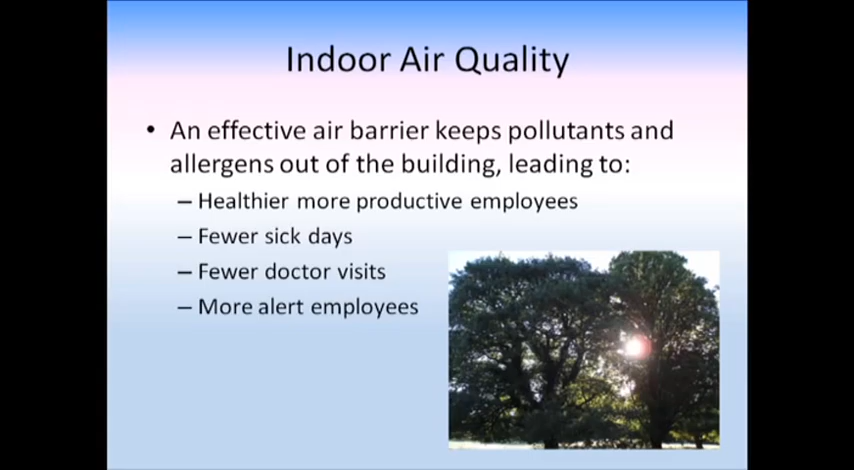 Indoor Air Quality
• An effective air barrier keeps pollutants and
allergens out of the building, leading to:
– Healthier more productive employees
– Fewer sick days
– Fewer doctor visits
– More alert employees